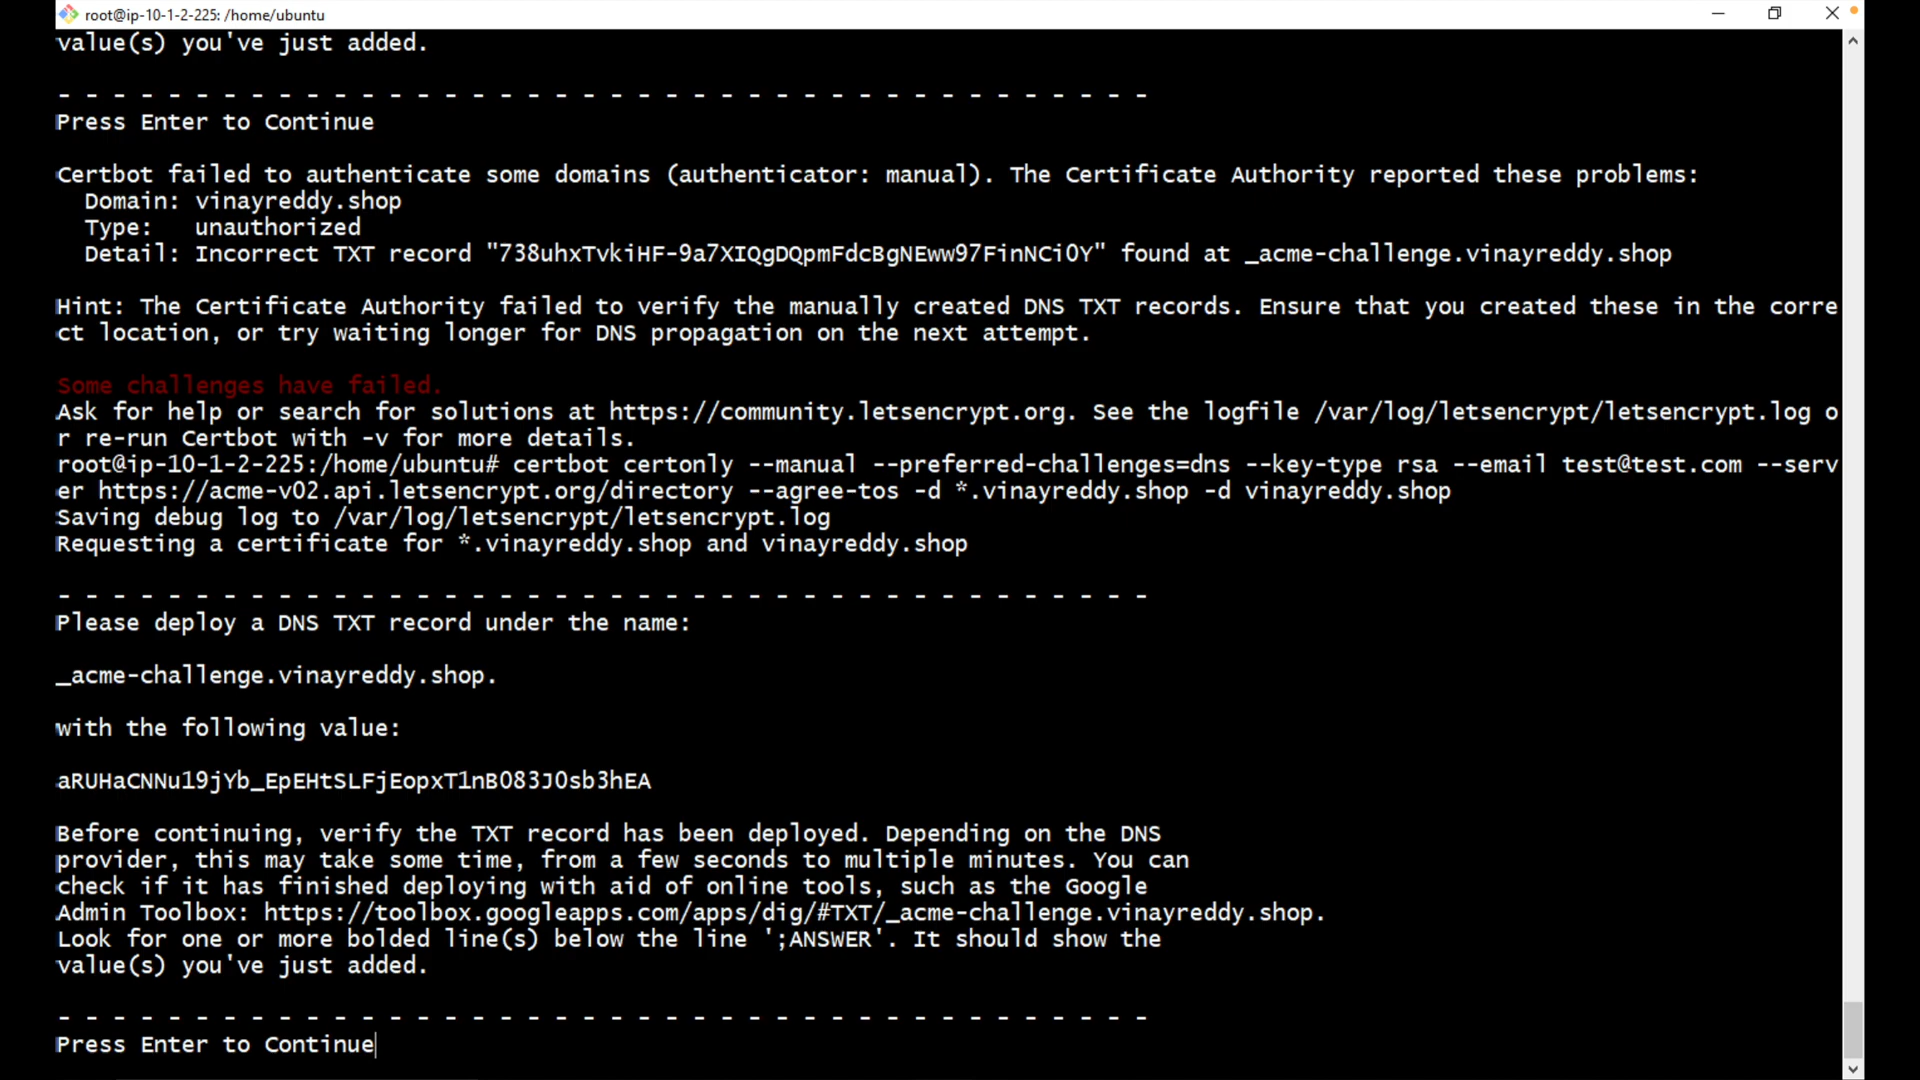 root@ip-10-1-2-225: /home/ubuntu
value(s) you've just added.
- - - - - - - - - - - - - - - - - - - - - - - - - - - - - - - - - - - - - - - -
Press Enter to Continue
Certbot failed to authenticate some domains (authenticator: manual). The Certificate Authority reported these problems:
Domain: vinayreddy.shop
Type: unauthorized
Detail: Incorrect TXT record "738uhxTvkiHF-9a7XIQgDQpmFdcBgNEww97FinNCi0Y" found at _acme-challenge.vinayreddy.shop
Hint: The Certificate Authority failed to verify the manually created DNS TXT records. Ensure that you created these in the corre
ct location, or try waiting longer for DNS propagation on the next attempt.
Some challenges have failed.
Ask for help or search for solutions at https://community.letsencrypt.org. See the logfile /var/log/letsencrypt/letsencrypt.log o
r re-run Certbot with -v for more details.
root@ip-10-1-2-225:/home/ubuntu# certbot certonly --manual --preferred-challenges=dns --key-type rsa --email test@test.com --serv
er https://acme-v02.api.letsencrypt.org/directory --agree-tos -d *.vinayreddy.shop -d vinayreddy.shop
Saving debug log to /var/log/letsencrypt/letsencrypt.log
Requesting a certificate for *.vinayreddy.shop and vinayreddy.shop
- - - - - - - - - - - - - - - - - - - - - - - - - - - - - - - - - - - - - - - -
Please deploy a DNS TXT record under the name:
_acme-challenge.vinayreddy.shop.
with the following value:
aRUHaCNNu19jYb_EpEHtSLFjEopxT1nB083J0sb3hEA
Before continuing, verify the TXT record has been deployed. Depending on the DNS
provider, this may take some time, from a few seconds to multiple minutes. You can
check if it has finished deploying with aid of online tools, such as the Google
Admin Toolbox: https://toolbox.googleapps.com/apps/dig/#TXT/_acme-challenge.vinayreddy.shop.
Look for one or more bolded line(s) below the line ';ANSWER'. It should show the
value(s) you've just added.
- - - - - - - - - - - - - - - - - - - - - - - - - - - - - - - - - - - - - - - -
Press Enter to Continue